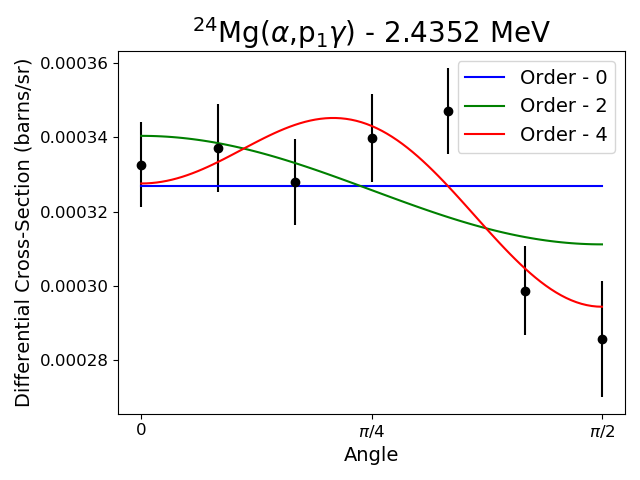 ²⁴Mg(α,p₁γ) - 2.4352 MeV
Differential Cross-Section (barns/sr)
0.00036
0.00034
0.00032
0.00030
0.00028
Order - 0
Order - 2
Order - 4
0
π/4
π/2
Angle